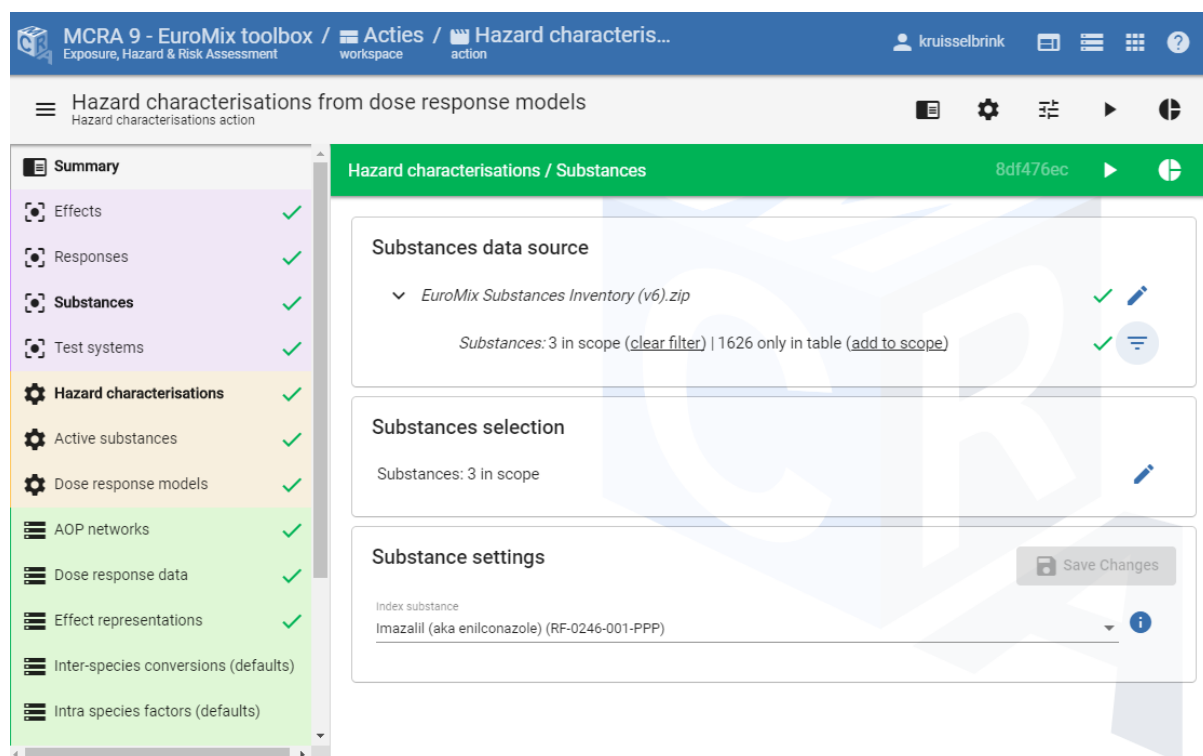 MCRA 9 - EuroMix toolbox / Acties / Hazard characteris...
Exposure, Hazard & Risk Assessment workspace action
kruisselbrink
Hazard characterisations from dose response models
Hazard characterisations action
Summary
Effects
Responses
Substances
Test systems
Hazard characterisations
Active substances
Dose response models
AOP networks
Dose response data
Effect representations
Inter-species conversions (defaults)
Intra species factors (defaults)
Hazard characterisations / Substances 8df476ec
Substances data source
EuroMix Substances Inventory (v6).zip
Substances: 3 in scope (clear filter) | 1626 only in table (add to scope)
Substances selection
Substances: 3 in scope
Substance settings
Save Changes
Index substance
Imazalil (aka enilconazole) (RF-0246-001-PPP)